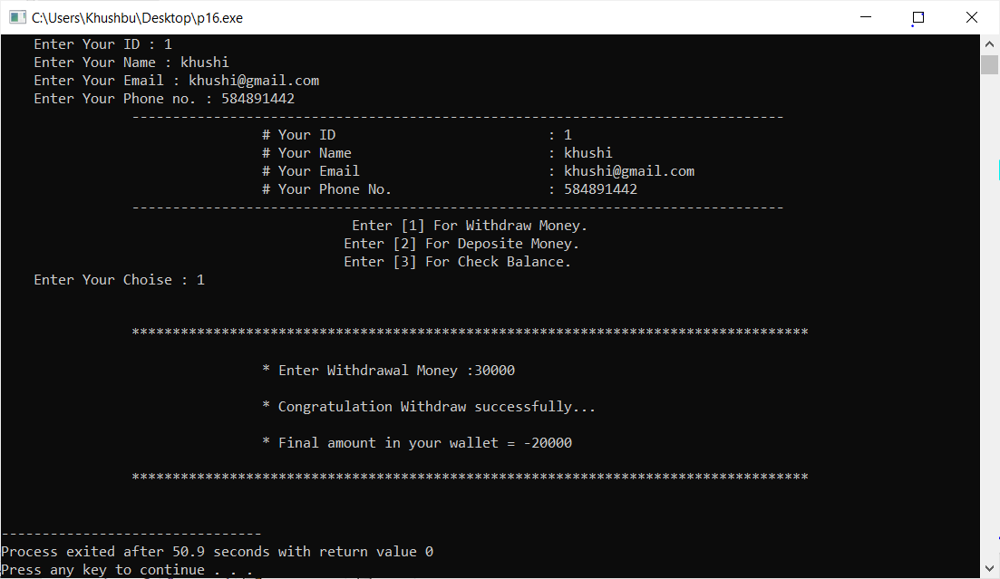 C:\Users\Khushbu\Desktop\p16.exe
Enter Your ID : 1
Enter Your Name : khushi
Enter Your Email : khushi@gmail.com
Enter Your Phone no. : 584891442
--------------------------------------------------------------------------------
# Your ID : 1
# Your Name : khushi
# Your Email : khushi@gmail.com
# Your Phone No. : 584891442
--------------------------------------------------------------------------------
Enter [1] For Withdraw Money.
Enter [2] For Deposite Money.
Enter [3] For Check Balance.
Enter Your Choise : 1
***********************************************************************************
* Enter Withdrawal Money :30000
* Congratulation Withdraw successfully...
* Final amount in your wallet = -20000
***********************************************************************************
--------------------------------
Process exited after 50.9 seconds with return value 0
Press any key to continue . . .